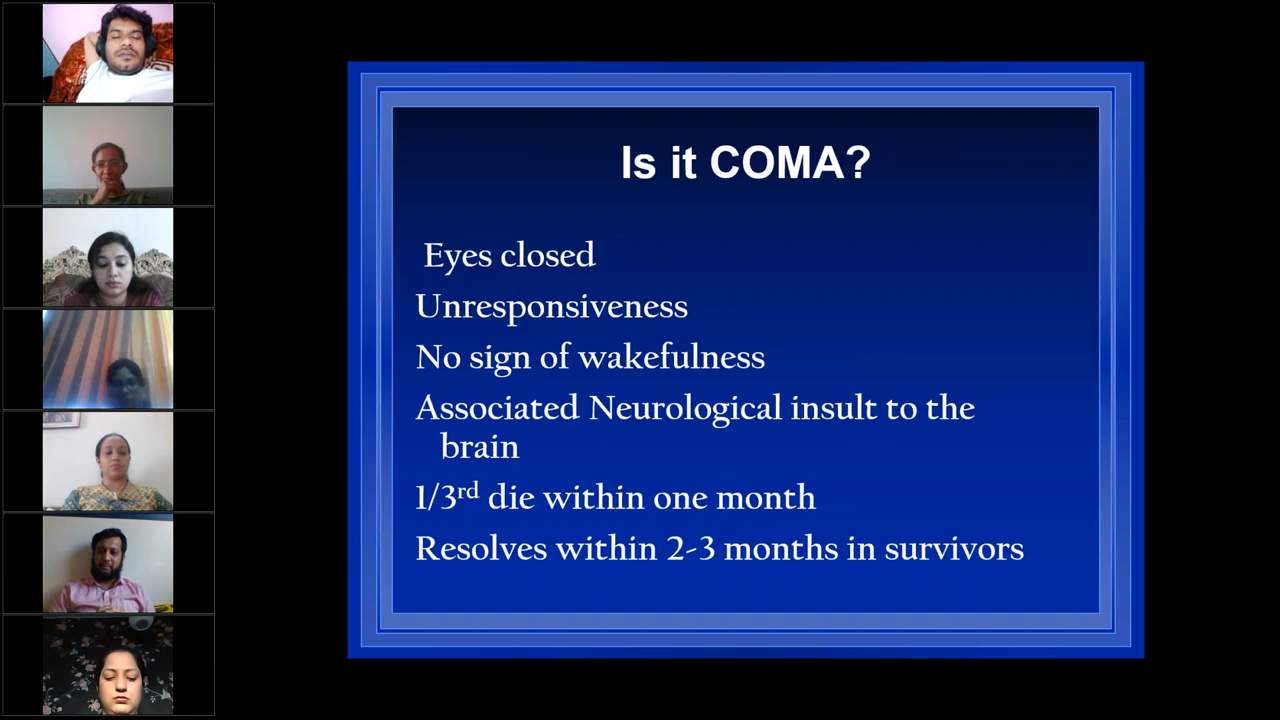 Is it COMA?
Eyes closed
Unresponsiveness
No sign of wakefulness
Associated Neurological insult to the
brain
1/3rd die within one month
Resolves within 2-3 months in survivors